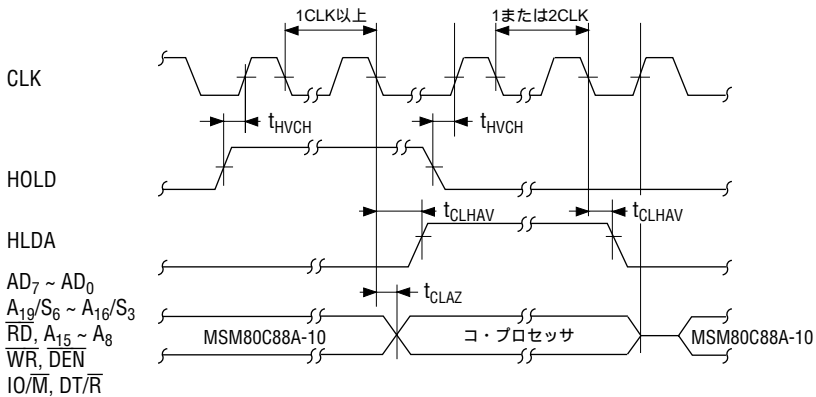 1CLK以上 1または2CLK
CLK
tHVCH tHVCH
HOLD
tCLHAV tCLHAV
HLDA
tCLAZ
AD7 ~ AD0
A19/S6 ~ A16/S3
RD, A15 ~ A8
WR, DEN
IO/M, DT/R
MSM80C88A-10 コ・プロセッサ MSM80C88A-10